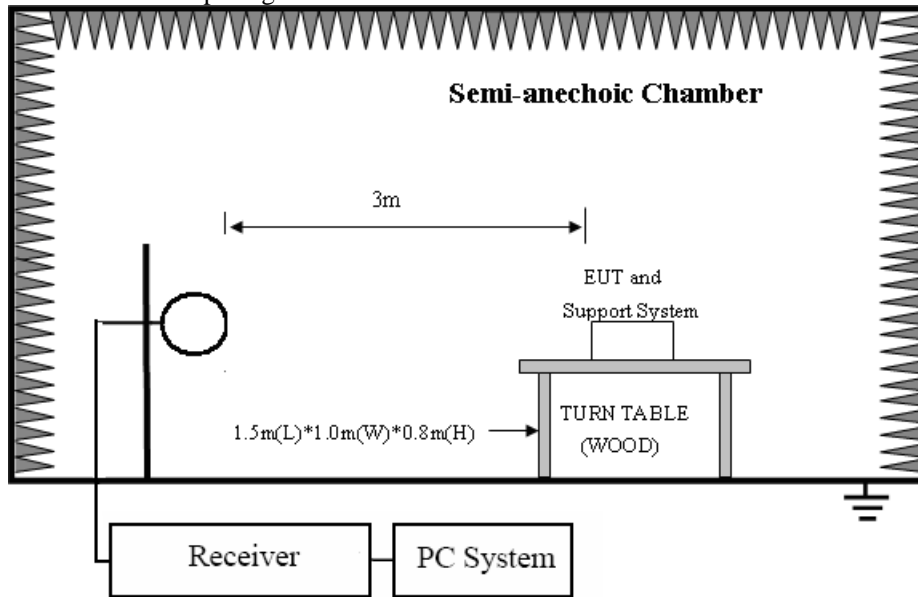 Semi-anechoic Chamber
3m
EUT and
Support System
1.5m(L)*1.0m(W)*0.8m(H)
TURN TABLE
(WOOD)
Receiver
PC System